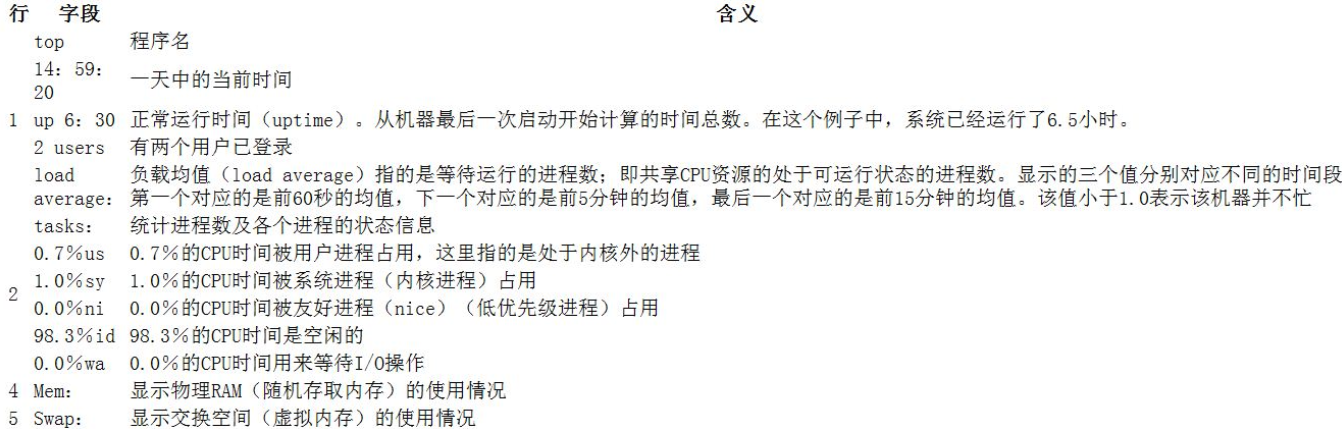 行 字段 含义
top 程序名
14：59：
20
一天中的当前时间
1 up 6：30 正常运行时间（uptime）。从机器最后一次启动开始计算的时间总数。在这个例子中，系统已经运行了6.5小时。
2 users 有两个用户已登录
load 负载均值（load average）指的是等待运行的进程数；即共享CPU资源的处于可运行状态的进程数。显示的三个值分别对应不同的时间段
average： 第一个对应的是前60秒的均值，下一个对应的是前5分钟的均值，最后一个对应的是前15分钟的均值。该值小于1.0表示该机器并不忙
tasks： 统计进程数及各个进程的状态信息
0.7％us 0.7％的CPU时间被用户进程占用，这里指的是处于内核外的进程
2
1.0％sy 1.0％的CPU时间被系统进程（内核进程）占用
0.0％ni 0.0％的CPU时间被友好进程（nice）（低优先级进程）占用
98.3％id 98.3％的CPU时间是空闲的
0.0％wa 0.0％的CPU时间用来等待I/O操作
4 Mem： 显示物理RAM（随机存取内存）的使用情况
5 Swap： 显示交换空间（虚拟内存）的使用情况